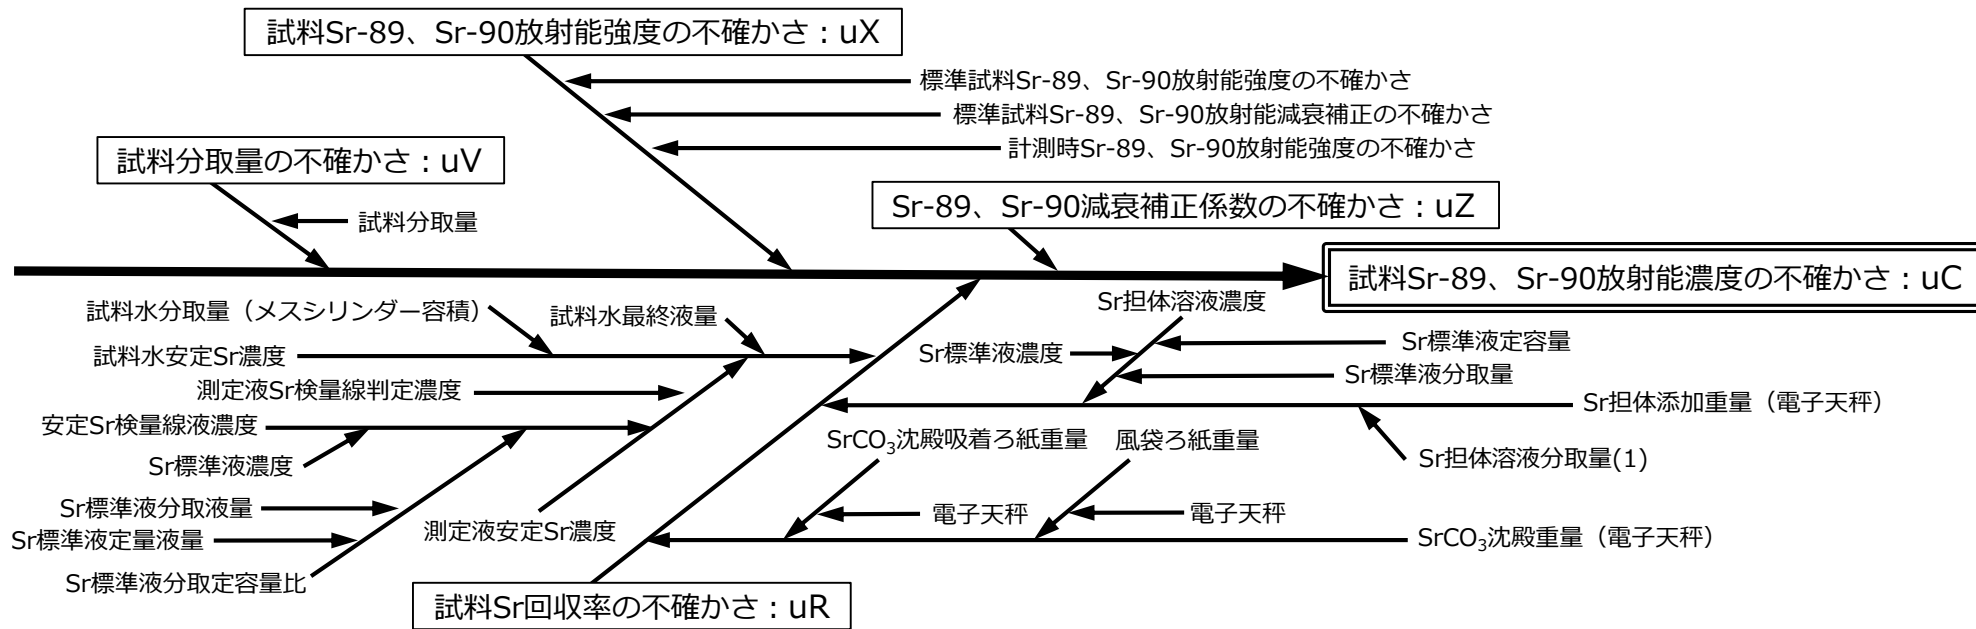 試料Sr-89、Sr-90放射能強度の不確かさ：uX
標準試料Sr-89、Sr-90放射能強度の不確かさ
標準試料Sr-89、Sr-90放射能減衰補正の不確かさ
計測時Sr-89、Sr-90放射能強度の不確かさ
試料分取量の不確かさ：uV
試料分取量
Sr-89、Sr-90減衰補正係数の不確かさ：uZ
試料Sr-89、Sr-90放射能濃度の不確かさ：uC
試料水分取量（メスシリンダー容積）
試料水最終液量
試料水安定Sr濃度
測定液Sr検量線判定濃度
安定Sr検量線液濃度
Sr標準液濃度
Sr標準液分取液量
Sr標準液定量液量
Sr標準液分取定容量比
測定液安定Sr濃度
Sr担体溶液濃度
Sr標準液濃度
Sr標準液定容量
Sr標準液分取量
Sr担体添加重量（電子天秤）
Sr担体溶液分取量(1)
SrCO₃沈殿吸着ろ紙重量
風袋ろ紙重量
電子天秤
電子天秤
SrCO₃沈殿重量（電子天秤）
試料Sr回収率の不確かさ：uR